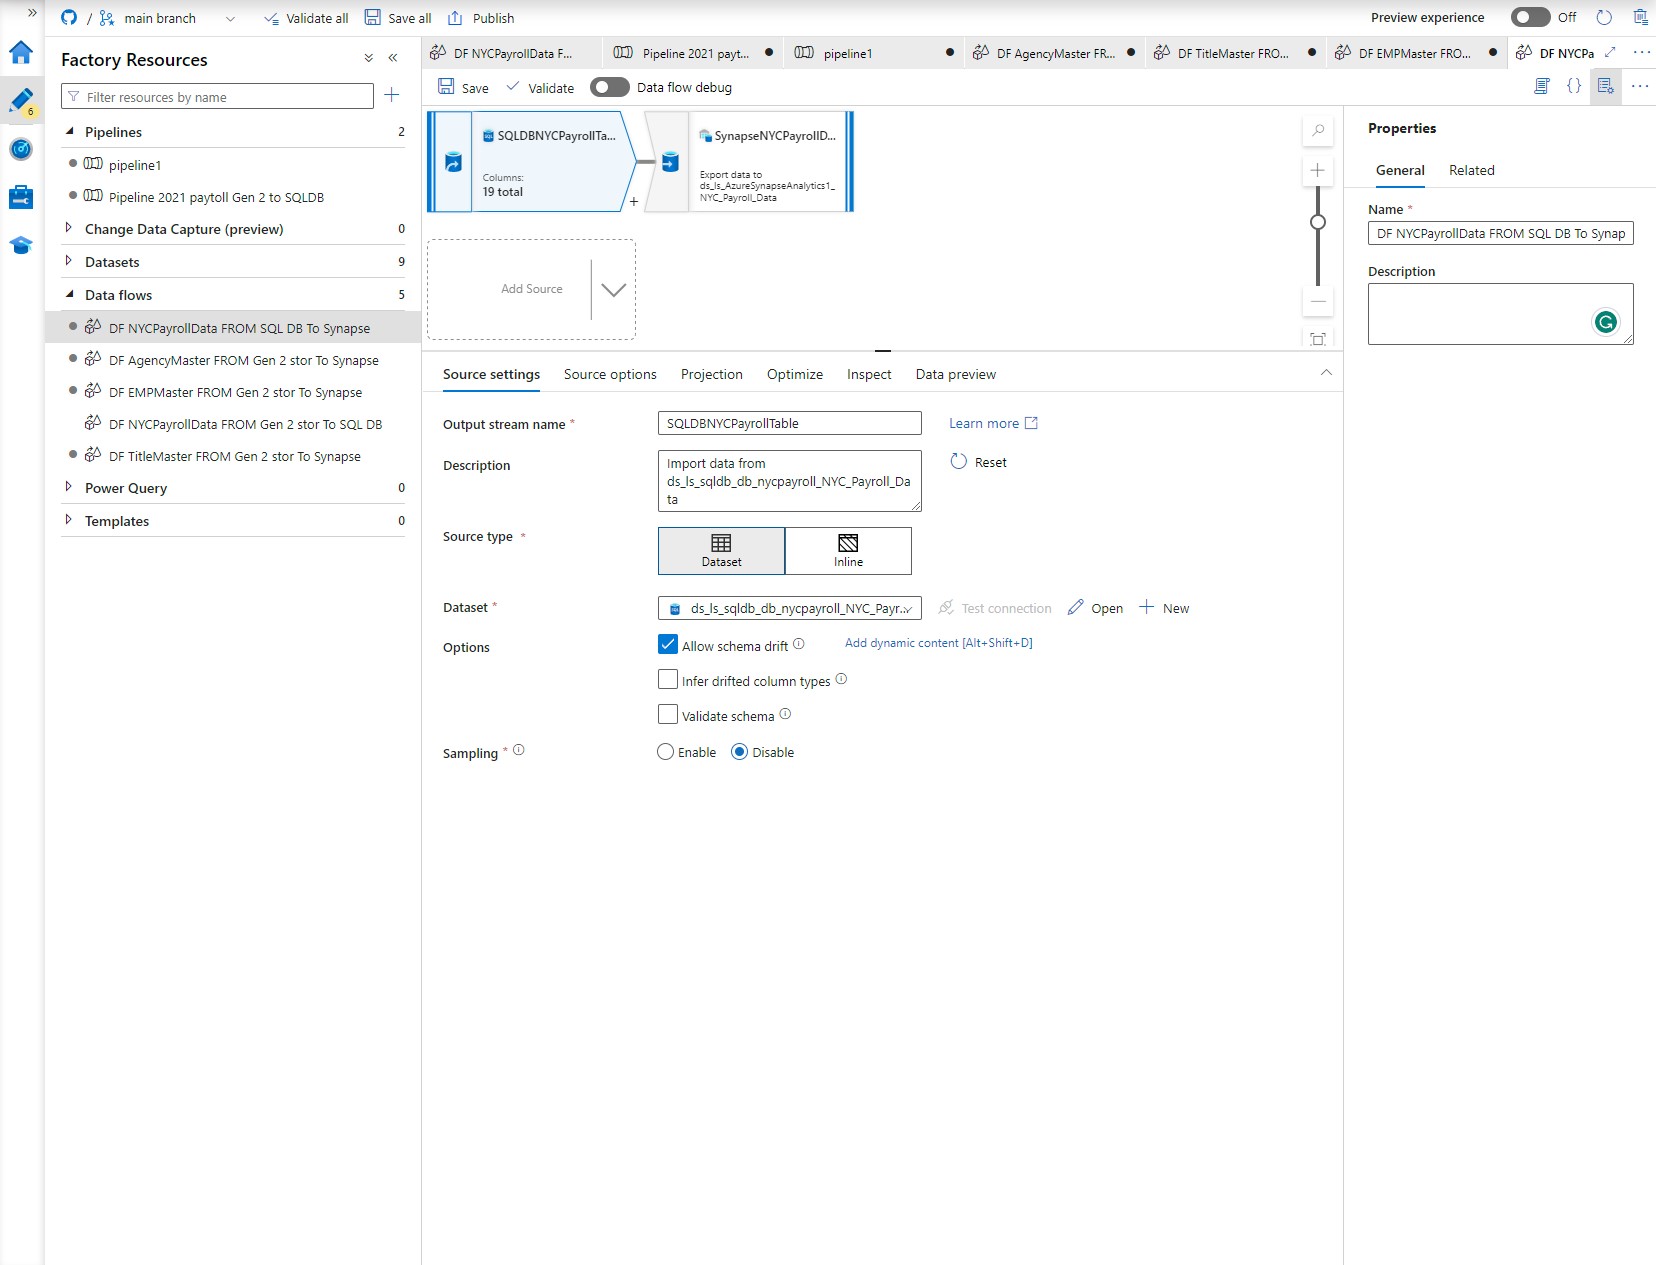 » / main branch Validate all Save all Publish Preview experience Off
6
Factory Resources
Filter resources by name
Pipelines 2
pipeline1
Pipeline 2021 paytoll Gen 2 to SQLDB
Change Data Capture (preview) 0
Datasets 9
Data flows 5
DF NYCPayrollData FROM SQL DB To Synapse
DF AgencyMaster FROM Gen 2 stor To Synapse
DF EMPMaster FROM Gen 2 stor To Synapse
DF NYCPayrollData FROM Gen 2 stor To SQL DB
DF TitleMaster FROM Gen 2 stor To Synapse
Power Query 0
Templates 0
DF NYCPayrollData F... Pipeline 2021 payt... pipeline1 DF AgencyMaster FR... DF TitleMaster FRO... DF EMPMaster FRO... DF NYCPa
Save Validate Data flow debug
SQLDBNYCPayrollTa...
Columns:
19 total
+
SynapseNYCPayrollD...
Export data to
ds_ls_AzureSynapseAnalytics1_
NYC_Payroll_Data
Add Source
Source settings Source options Projection Optimize Inspect Data preview
Output stream name * SQLDBNYCPayrollTable Learn more
Description Import data from
ds_ls_sqldb_db_nycpayroll_NYC_Payroll_Da
ta
Reset
Source type * Dataset Inline
Dataset * ds_ls_sqldb_db_nycpayroll_NYC_Payr... Test connection Open New
Options Allow schema drift Add dynamic content [Alt+Shift+D]
Infer drifted column types
Validate schema
Sampling * Enable Disable
Properties
General Related
Name *
DF NYCPayrollData FROM SQL DB To Synap
Description